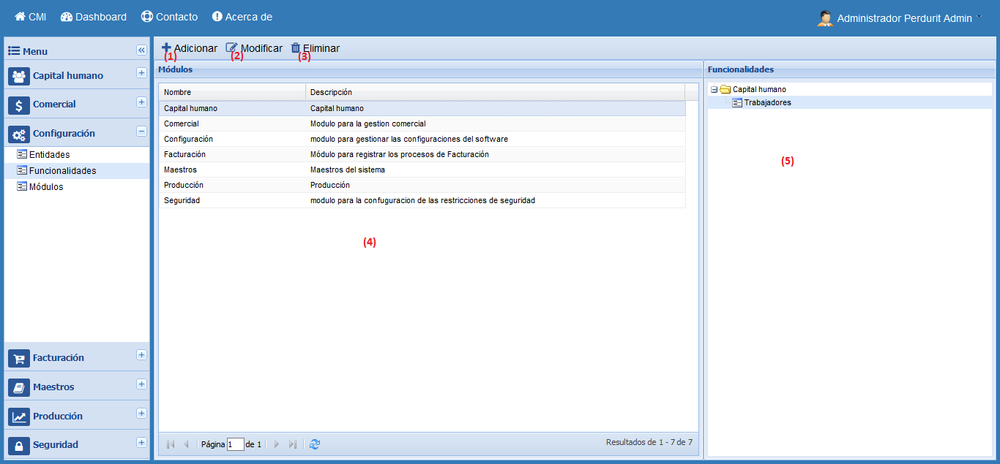 CMI Dashboard Contacto Acerca de Administrador Perdurit Admin
Menu
Capital humano
Comercial
Configuración
Entidades
Funcionalidades
Módulos
Facturación
Maestros
Producción
Seguridad
Adicionar Modificar Eliminar
(1) (2) (3)
Módulos
Nombre Descripción
Capital humano Capital humano
Comercial Modulo para la gestion comercial
Configuración modulo para gestionar las configuraciones del software
Facturación Módulo para registrar los procesos de Facturación
Maestros Maestros del sistema
Producción Producción
Seguridad modulo para la confuguracion de las restricciones de seguridad
(4)
Página 1 de 1 Resultados de 1 - 7 de 7
Funcionalidades
Capital humano
Trabajadores
(5)